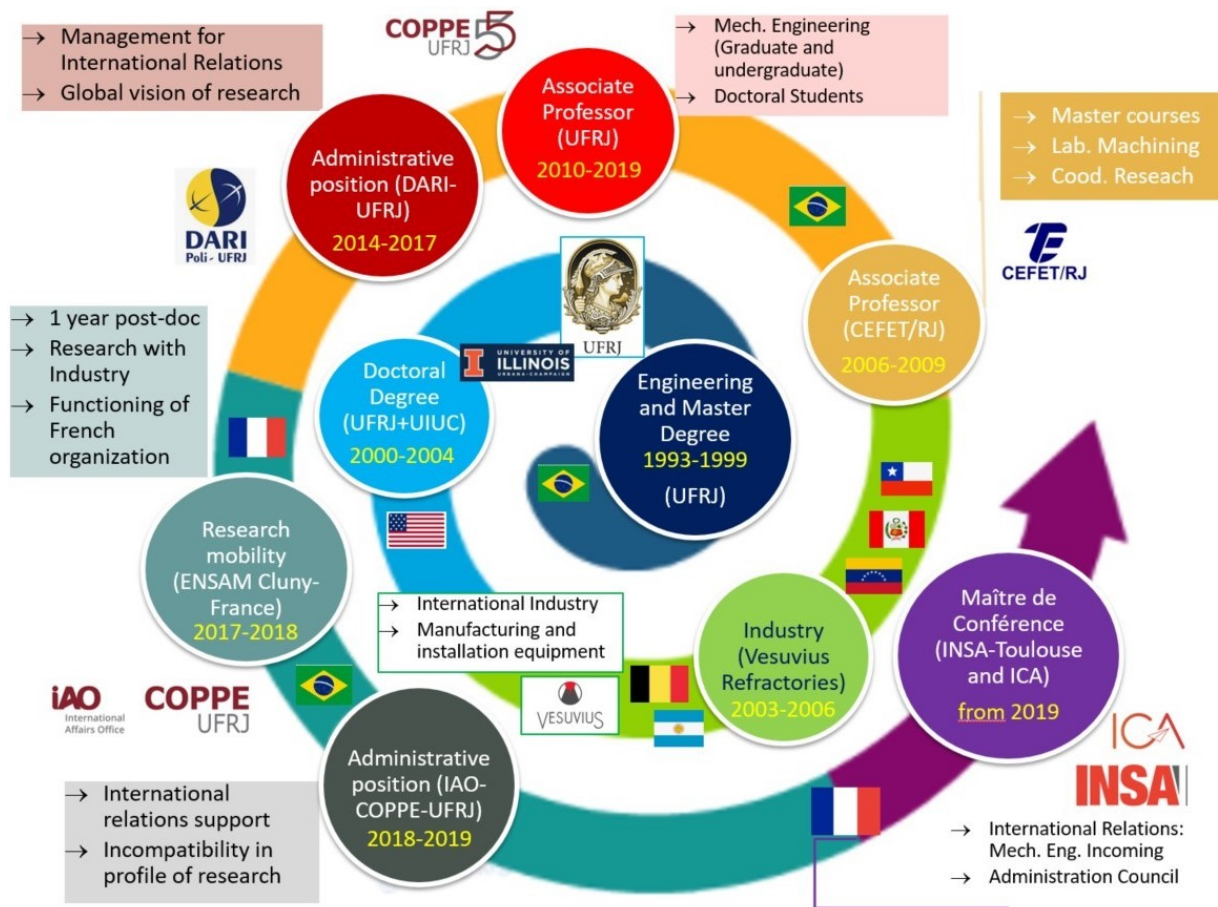 → Management for
International Relations
→ Global vision of research
COPPE 55
UFRJ
→ Mech. Engineering
(Graduate and
undergraduate)
→ Doctoral Students
→ Master courses
→ Lab. Machining
→ Cood. Reseach
Associate
Professor
(UFRJ)
2010-2019
Administrative
position (DARI-
UFRJ)
2014-2017
DARI
Poli - UFRJ
CEFET/RJ
Associate
Professor
(CEFET/RJ)
2006-2009
UFRJ
I UNIVERSITY OF
ILLINOIS
URBANA-CHAMPAIGN
→ 1 year post-doc
→ Research with
Industry
→ Functioning of
French
organization
Doctoral
Degree
(UFRJ+UIUC)
2000-2004
Engineering
and Master
Degree
1993-1999
(UFRJ)
Research
mobility
(ENSAM Cluny-
France)
2017-2018
→ International Industry
→ Manufacturing and
installation equipment
VESUVIUS
Industry
(Vesuvius
Refractories)
2003-2006
Maître de
Conférence
(INSA-Toulouse
and ICA)
from 2019
iAO
International
Affairs Office
COPPE
UFRJ
Administrative
position (IAO-
COPPE-UFRJ)
2018-2019
→ International
relations support
→ Incompatibility in
profile of research
ICA
INSA
→ International Relations:
Mech. Eng. Incoming
→ Administration Council